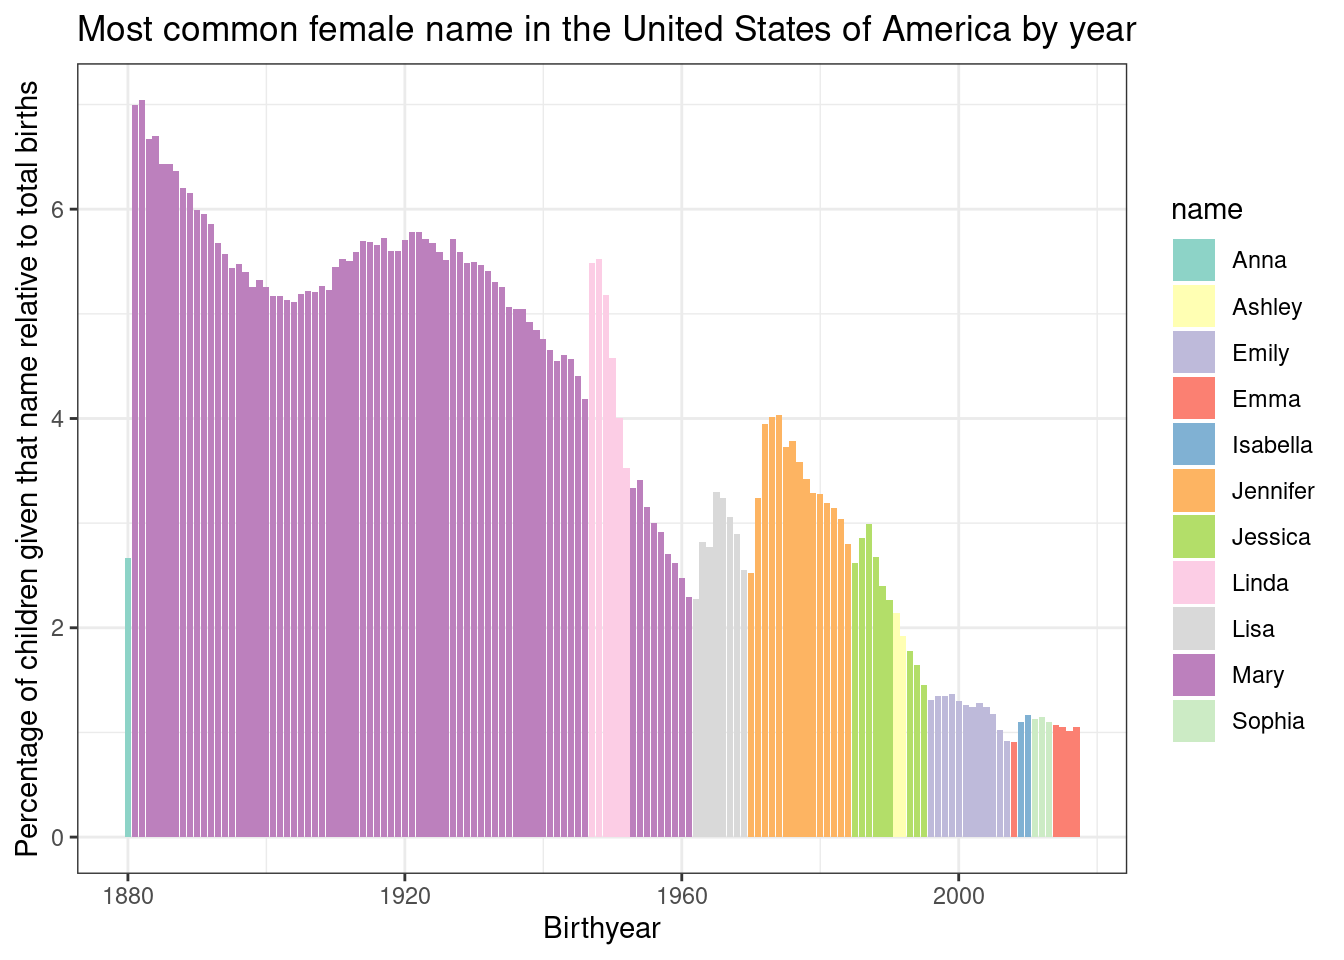 Most common female name in the United States of America by year
Percentage of children given that name relative to total births
6
4
2
0
1880
1920
1960
2000
Birthyear
name
Anna
Ashley
Emily
Emma
Isabella
Jennifer
Jessica
Linda
Lisa
Mary
Sophia